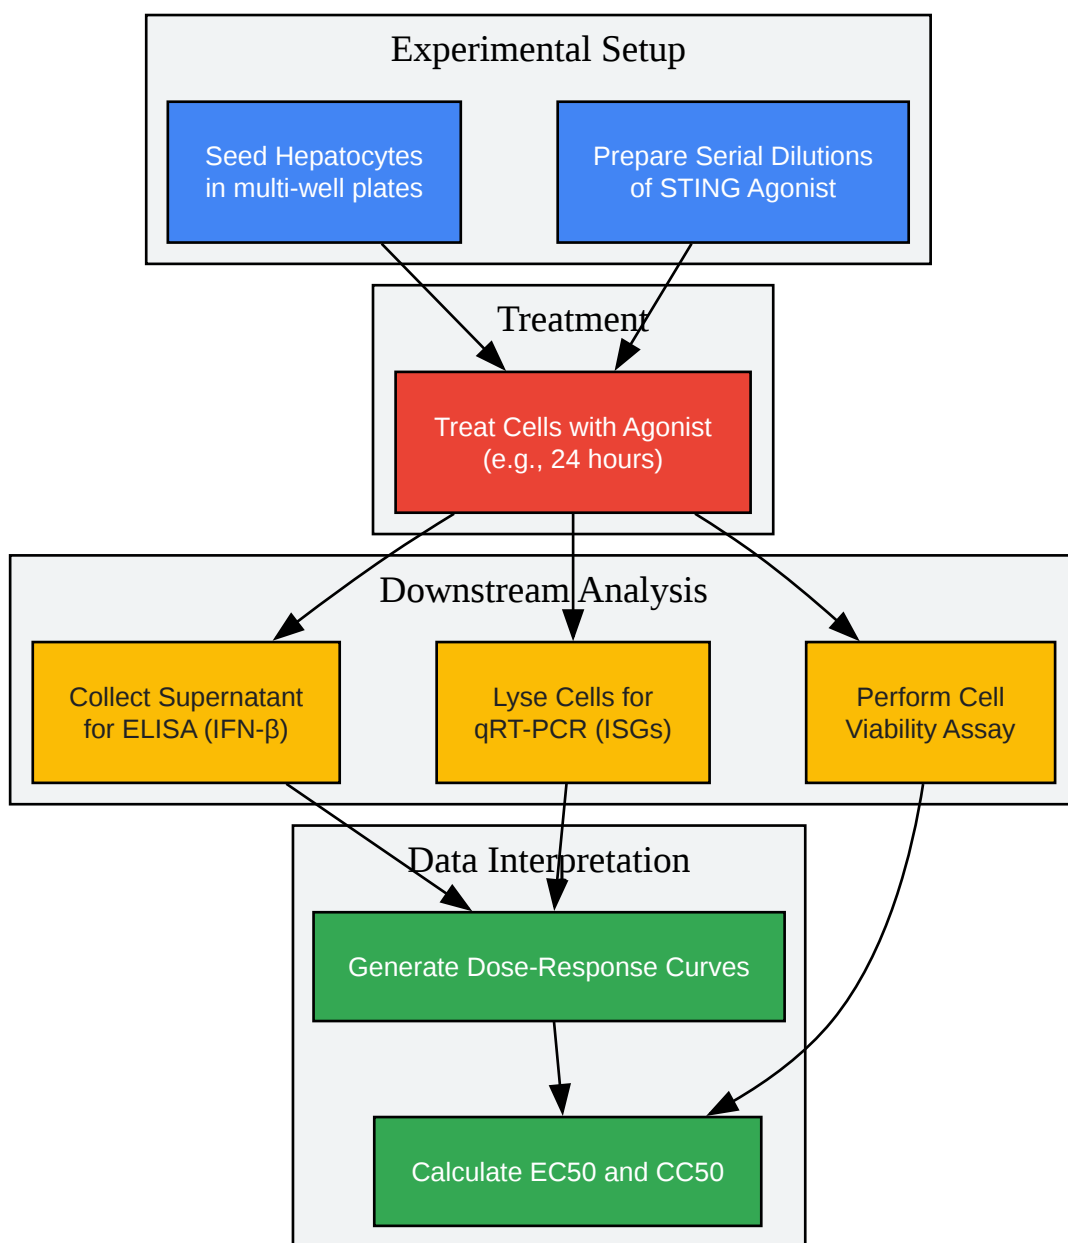 Experimental Setup
Seed Hepatocytes
in multi-well plates
Prepare Serial Dilutions
of STING Agonist
Treatment
Treat Cells with Agonist
(e.g., 24 hours)
Downstream Analysis
Collect Supernatant
for ELISA (IFN-β)
Lyse Cells for
qRT-PCR (ISGs)
Perform Cell
Viability Assay
Data Interpretation
Generate Dose-Response Curves
Calculate EC50 and CC50